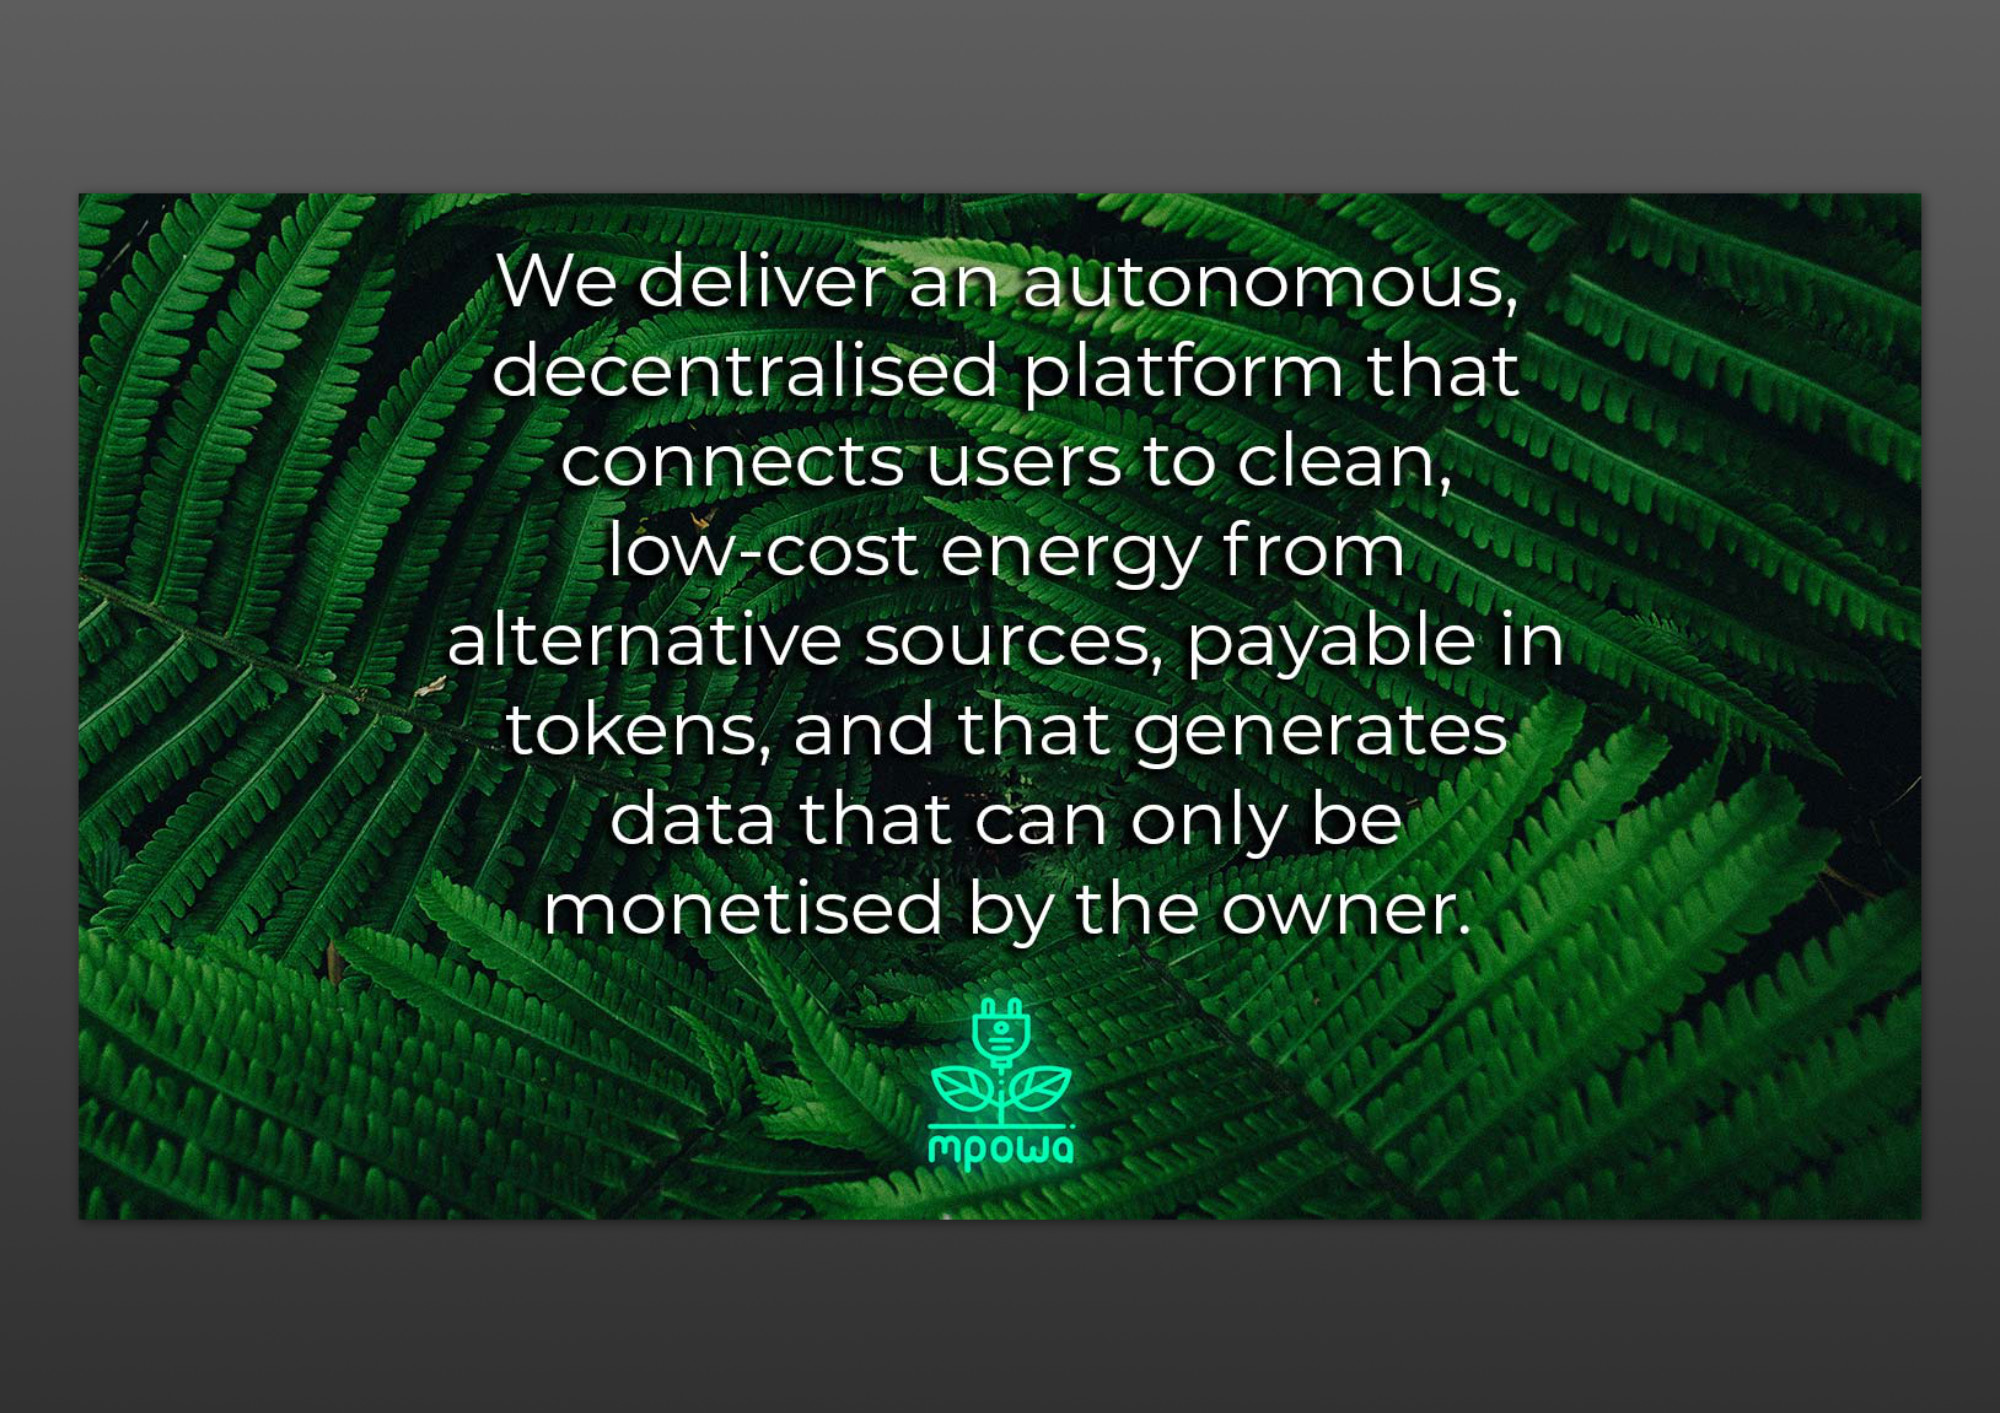 We deliver an autonomous,
decentralised platform that
connects users to clean,
low-cost energy from
alternative sources, payable in
tokens, and that generates
data that can only be
monetised by the owner.
mpowa